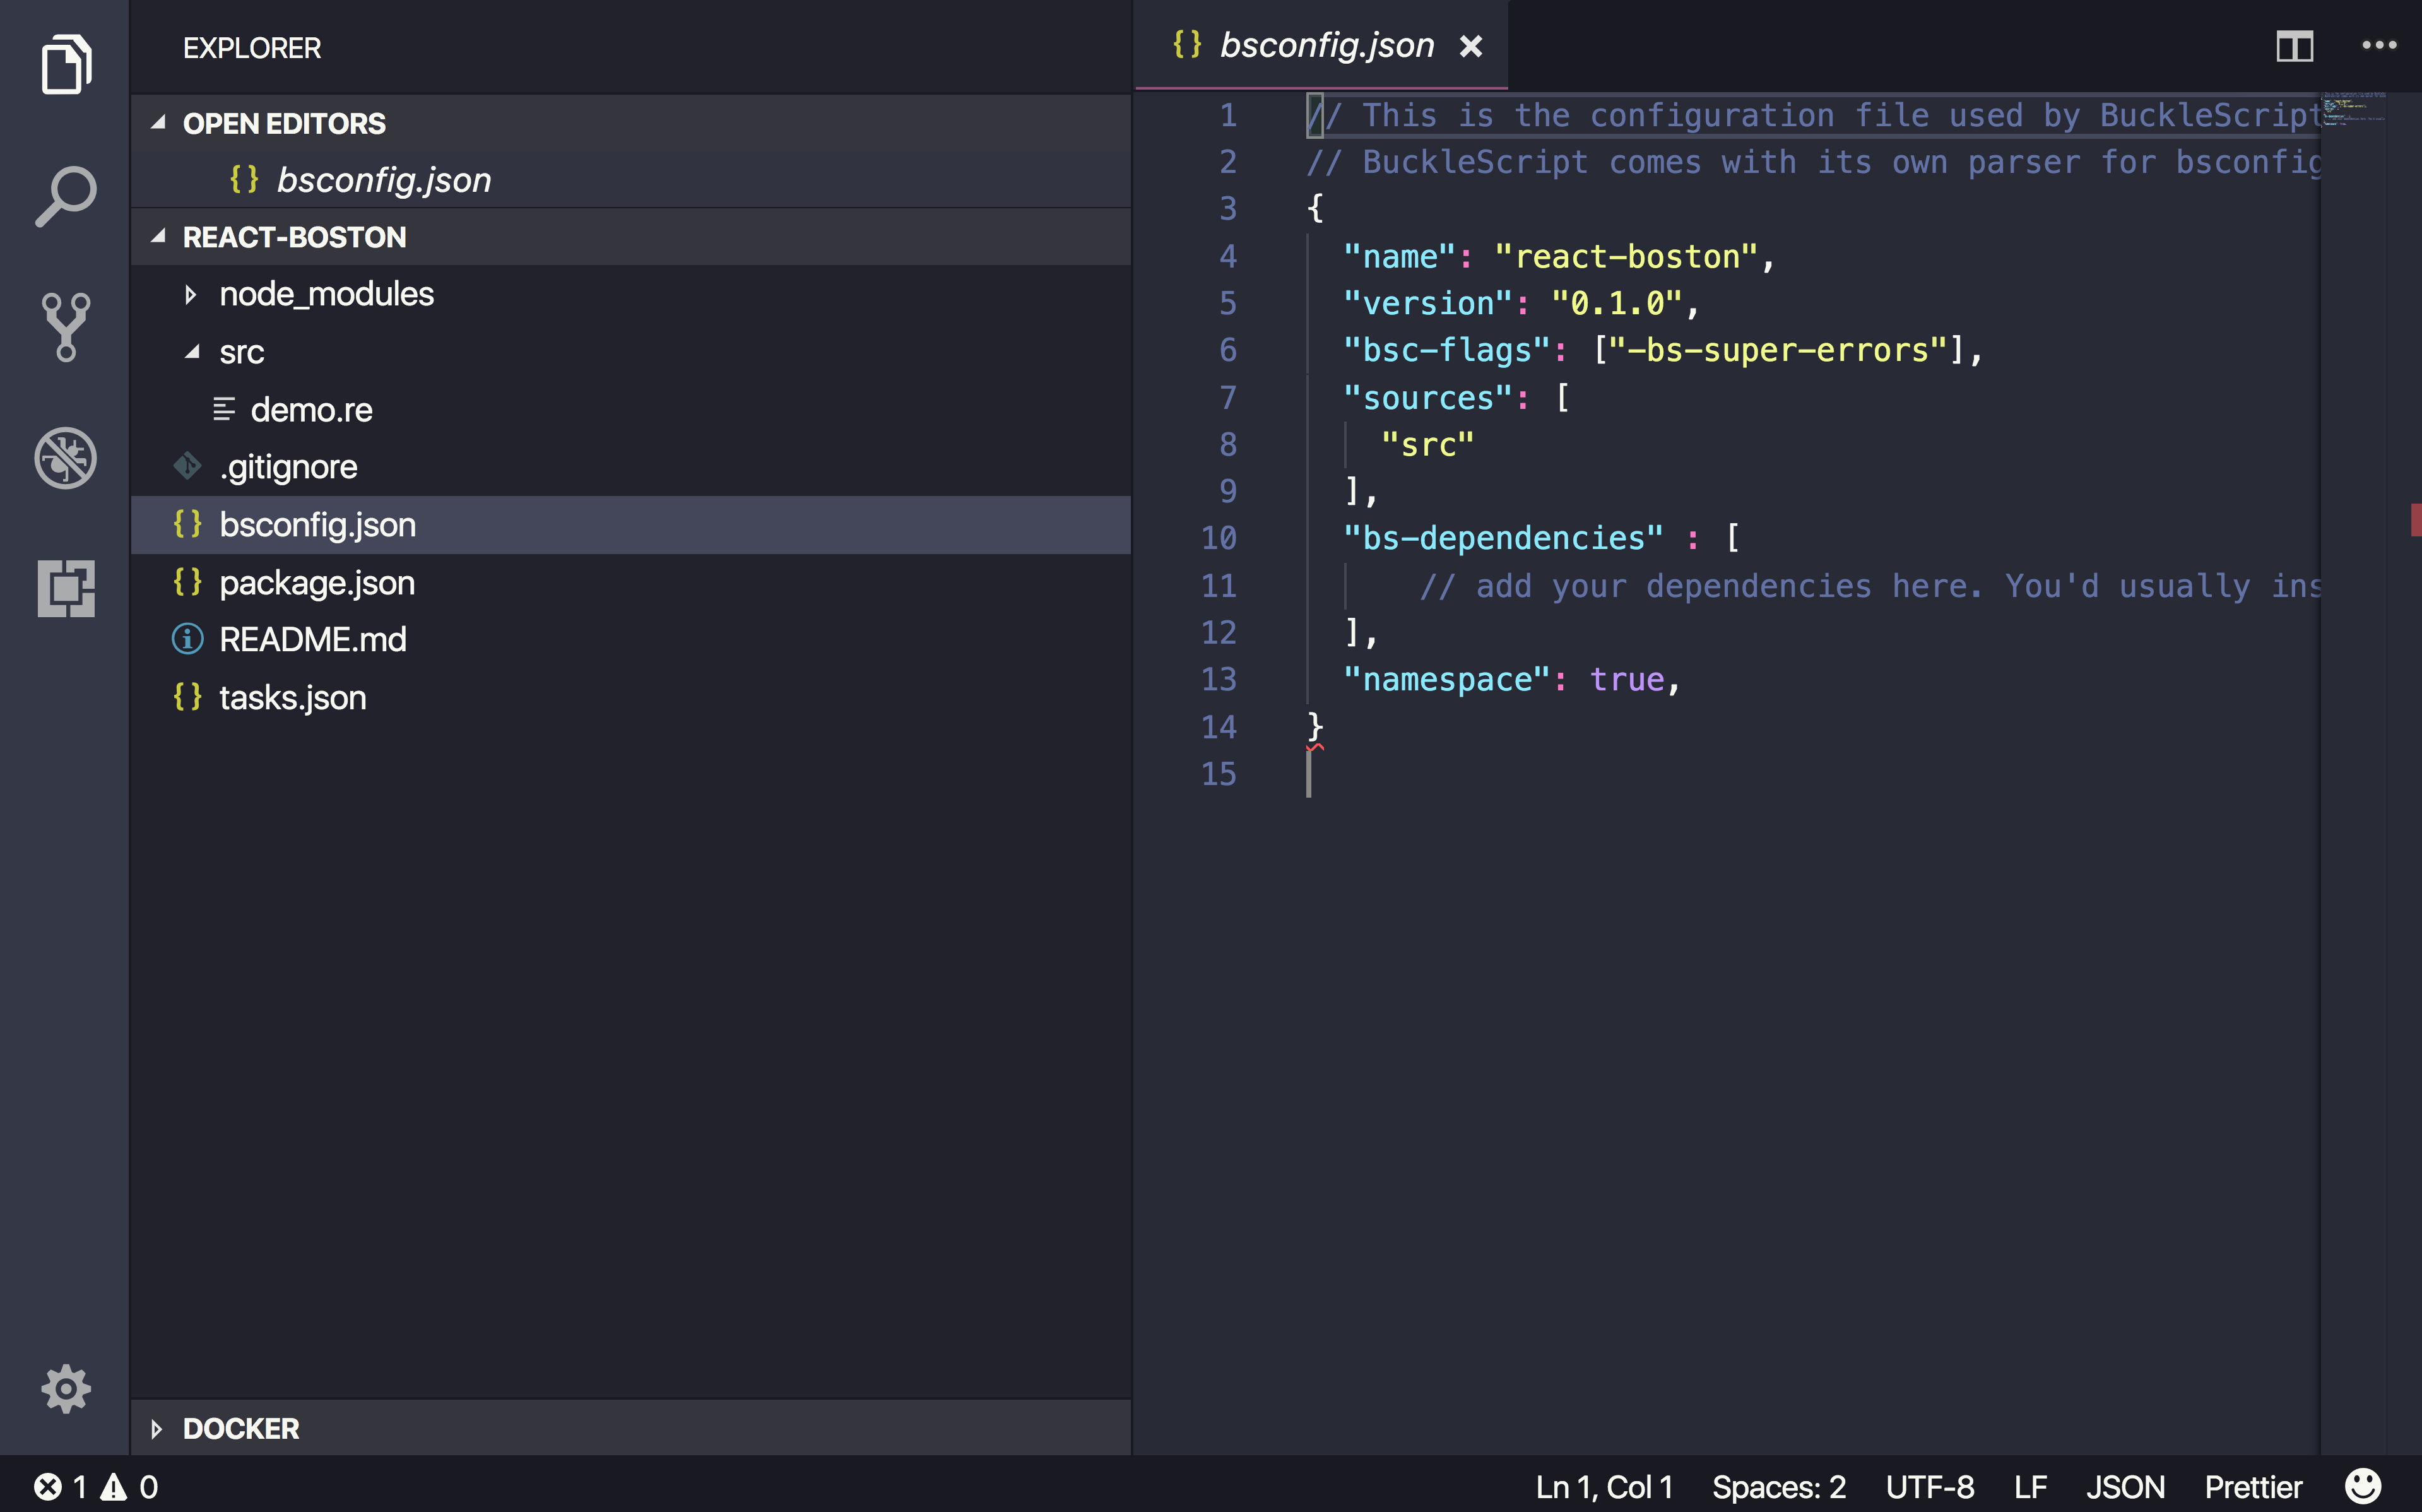 EXPLORER
OPEN EDITORS
{} bsconfig.json
REACT-BOSTON
node_modules
src
demo.re
.gitignore
{} bsconfig.json
{} package.json
README.md
{} tasks.json
DOCKER
{} bsconfig.json
1 // This is the configuration file used by BuckleScript
2 // BuckleScript comes with its own parser for bsconfig
3 {
4 "name": "react-boston",
5 "version": "0.1.0",
6 "bsc-flags": ["-bs-super-errors"],
7 "sources": [
8 "src"
9 ],
10 "bs-dependencies" : [
11 // add your dependencies here. You'd usually ins
12 ],
13 "namespace": true,
14 }
15
1 0
Ln 1, Col 1 Spaces: 2 UTF-8 LF JSON Prettier